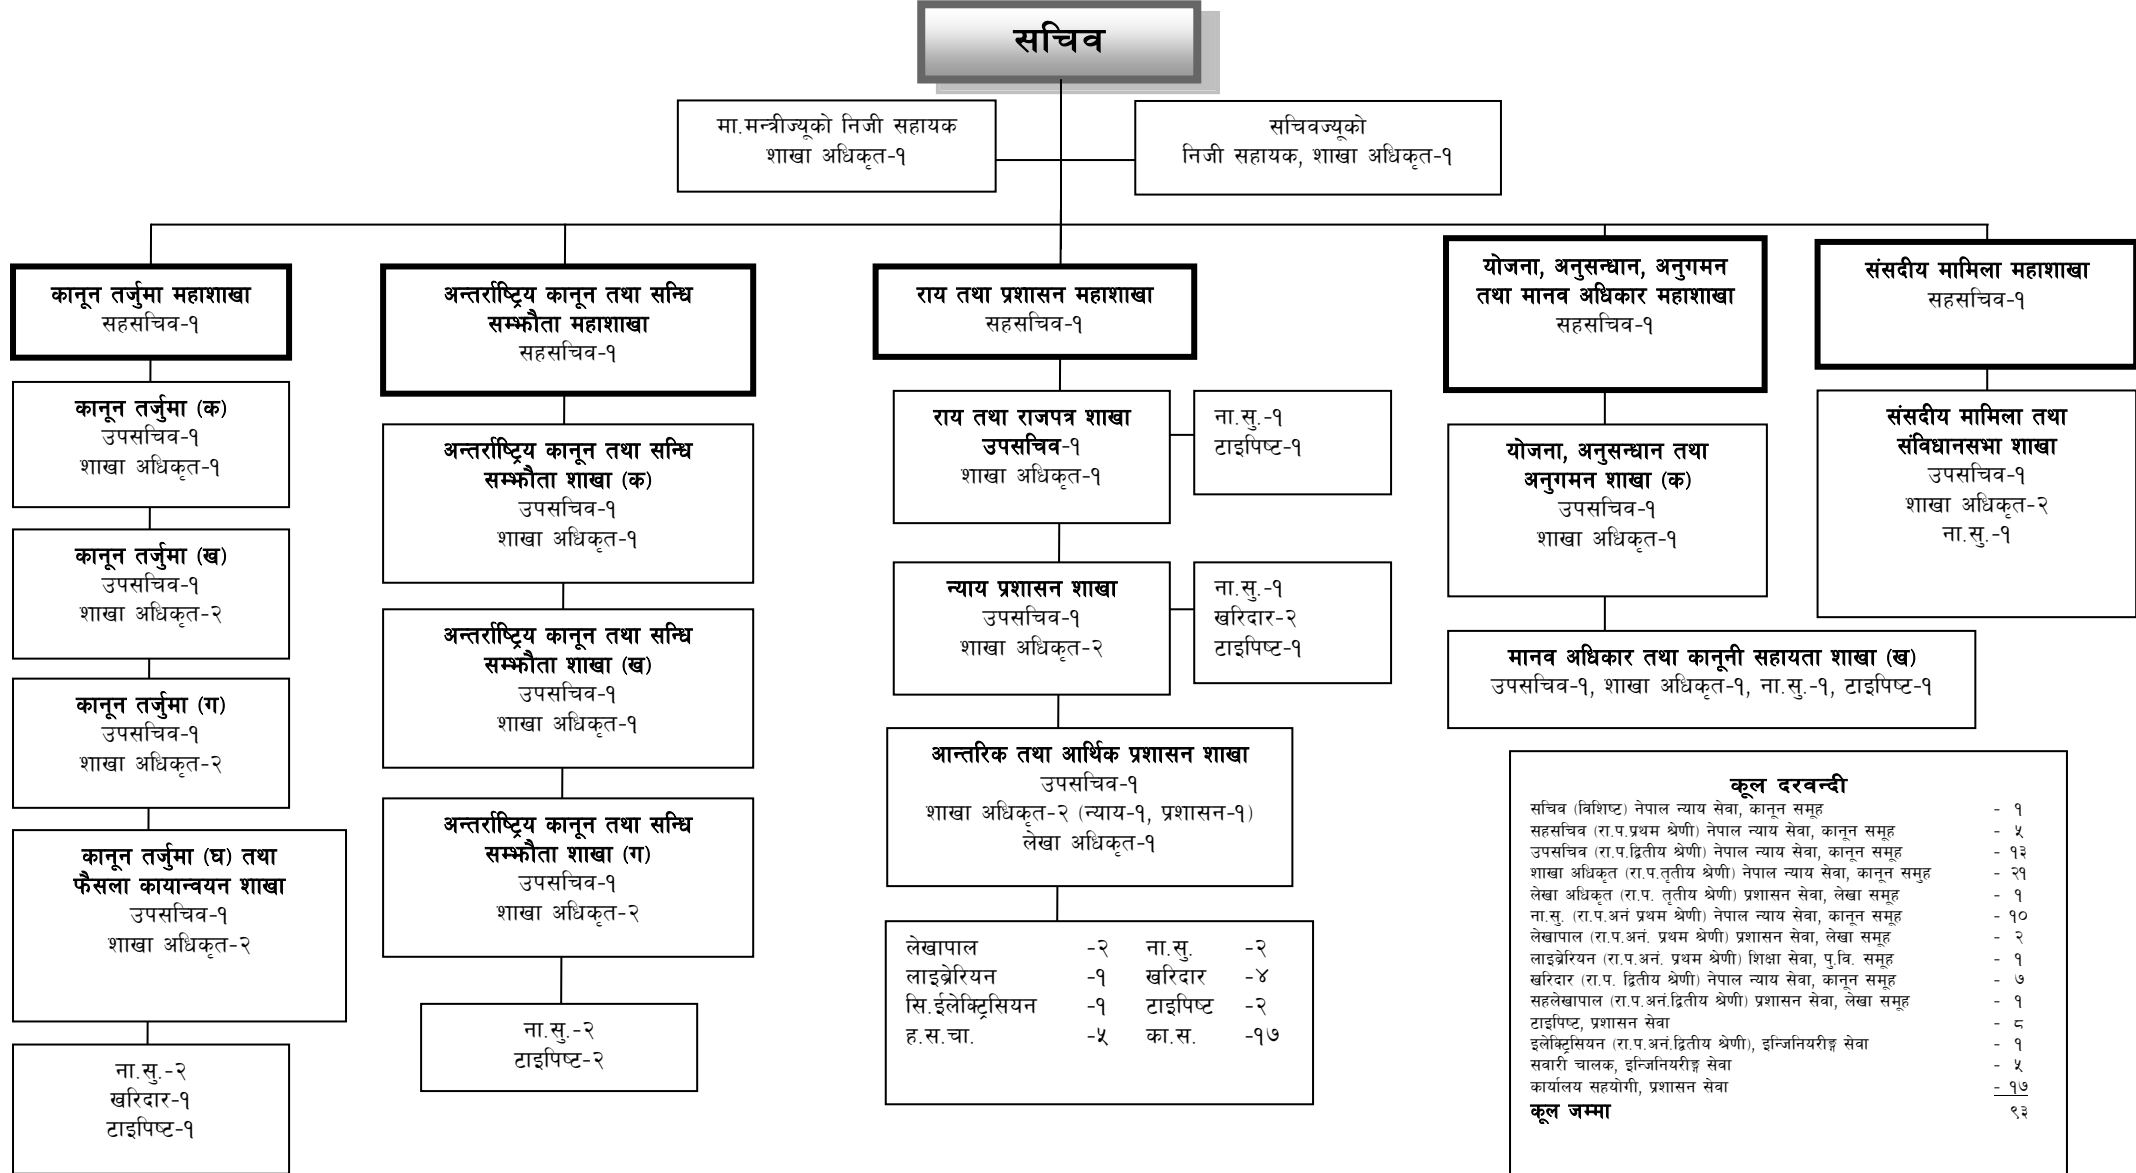 सचिव
मा.मन्त्रीज्यूको निजी सहायक
शाखा अधिकृत-१
सचिवज्यूको
निजी सहायक, शाखा अधिकृत-१
कानून तर्जुमा महाशाखा
सहसचिव-१
कानून तर्जुमा (क)
उपसचिव-१
शाखा अधिकृत-१
कानून तर्जुमा (ख)
उपसचिव-१
शाखा अधिकृत-२
कानून तर्जुमा (ग)
उपसचिव-१
शाखा अधिकृत-२
कानून तर्जुमा (घ) तथा
फैसला कायान्वयन शाखा
उपसचिव-१
शाखा अधिकृत-२
ना.सु.-२
खरिदार-१
टाइपिष्ट-१
अन्तर्राष्ट्रिय कानून तथा सन्धि
सम्झौता महाशाखा
सहसचिव-१
अन्तर्राष्ट्रिय कानून तथा सन्धि
सम्झौता शाखा (क)
उपसचिव-१
शाखा अधिकृत-१
अन्तर्राष्ट्रिय कानून तथा सन्धि
सम्झौता शाखा (ख)
उपसचिव-१
शाखा अधिकृत-१
अन्तर्राष्ट्रिय कानून तथा सन्धि
सम्झौता शाखा (ग)
उपसचिव-१
शाखा अधिकृत-२
ना.सु.-२
टाइपिष्ट-२
राय तथा प्रशासन महाशाखा
सहसचिव-१
राय तथा राजपत्र शाखा
उपसचिव-१
शाखा अधिकृत-१
ना.सु.-१
टाइपिष्ट-१
न्याय प्रशासन शाखा
उपसचिव-१
शाखा अधिकृत-२
ना.सु.-१
खरिदार-२
टाइपिष्ट-१
आन्तरिक तथा आर्थिक प्रशासन शाखा
उपसचिव-१
शाखा अधिकृत-२ (न्याय-१, प्रशासन-१)
लेखा अधिकृत-१
लेखापाल -२ ना.सु. -२
लाइब्रेरियन -१ खरिदार -४
सि.ईलेक्ट्रिसियन -१ टाइपिष्ट -२
ह.स.चा. -५ का.स. -१७
योजना, अनुसन्धान, अनुगमन
तथा मानव अधिकार महाशाखा
सहसचिव-१
योजना, अनुसन्धान तथा
अनुगमन शाखा (क)
उपसचिव-१
शाखा अधिकृत-१
मानव अधिकार तथा कानूनी सहायता शाखा (ख)
उपसचिव-१, शाखा अधिकृत-१, ना.सु.-१, टाइपिष्ट-१
संसदीय मामिला महाशाखा
सहसचिव-१
संसदीय मामिला तथा
संविधानसभा शाखा
उपसचिव-१
शाखा अधिकृत-२
ना.सु.-१
कूल दरवन्दी
सचिव (विशिष्ट) नेपाल न्याय सेवा, कानून समूह - १
सहसचिव (रा.प.प्रथम श्रेणी) नेपाल न्याय सेवा, कानून समूह - ५
उपसचिव (रा.प.द्वितीय श्रेणी) नेपाल न्याय सेवा, कानून समूह - १३
शाखा अधिकृत (रा.प.तृतीय श्रेणी) नेपाल न्याय सेवा, कानून समुह - २१
लेखा अधिकृत (रा.प. तृतीय श्रेणी) प्रशासन सेवा, लेखा समूह - १
ना.सु. (रा.प.अनं प्रथम श्रेणी) नेपाल न्याय सेवा, कानून समूह - १०
लेखापाल (रा.प.अनं. प्रथम श्रेणी) प्रशासन सेवा, लेखा समूह - २
लाइब्रेरियन (रा.प.अनं. प्रथम श्रेणी) शिक्षा सेवा, पु.वि. समूह - १
खरिदार (रा.प. द्वितीय श्रेणी) नेपाल न्याय सेवा, कानून समूह - ७
सहलेखापाल (रा.प.अनं.द्वितीय श्रेणी) प्रशासन सेवा, लेखा समूह - १
टाइपिष्ट, प्रशासन सेवा - ८
इलेक्ट्रिसियन (रा.प.अनं.द्वितीय श्रेणी), इन्जिनियरीङ्ग सेवा - १
सवारी चालक, इन्जिनियरीङ्ग सेवा - ५
कार्यालय सहयोगी, प्रशासन सेवा - १७
कूल जम्मा ९३